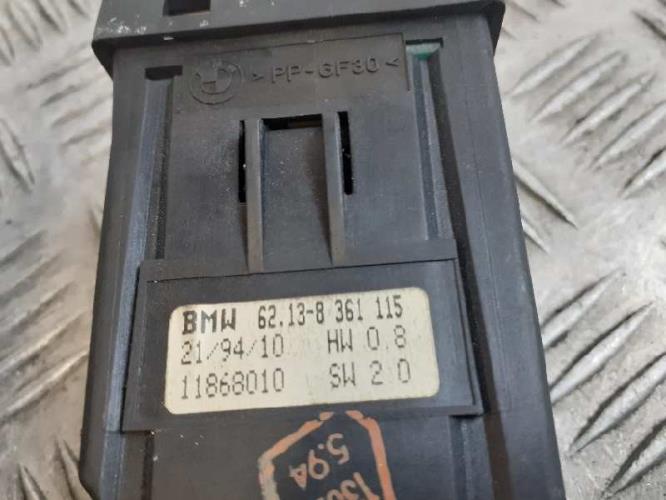 >PP-GF30<
BMW 62.13-8 361 115
21/94/10 HW 0.8
11868010 SW 2.0
5.94